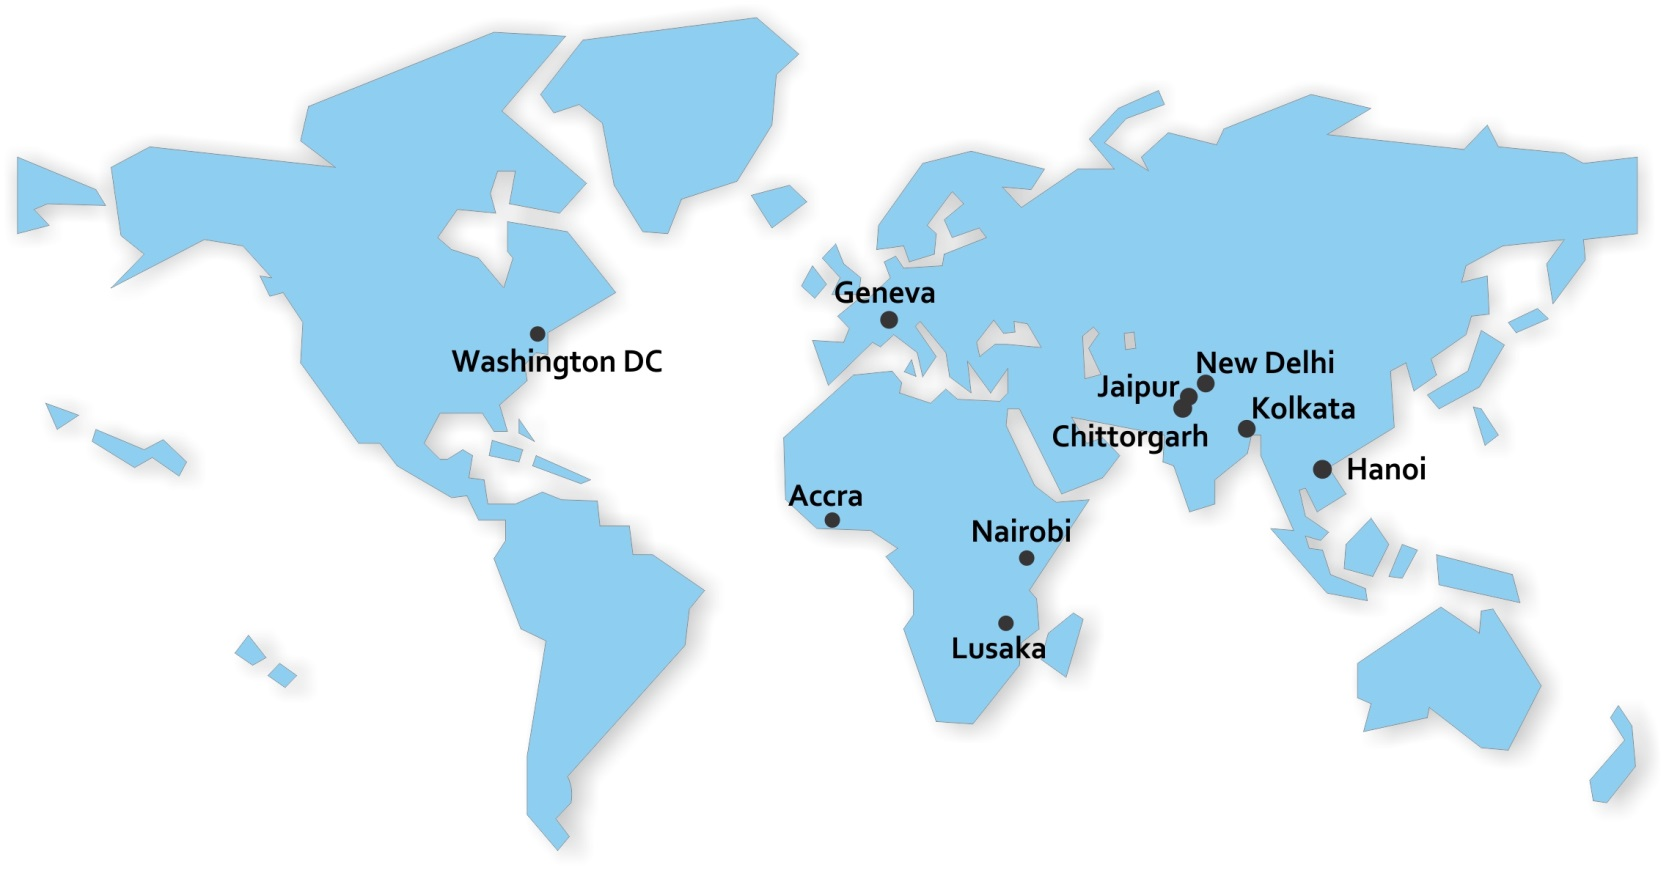 Geneva
Washington DC
New Delhi
Jaipur
Kolkata
Chittorgarh
Hanoi
Accra
Nairobi
Lusaka